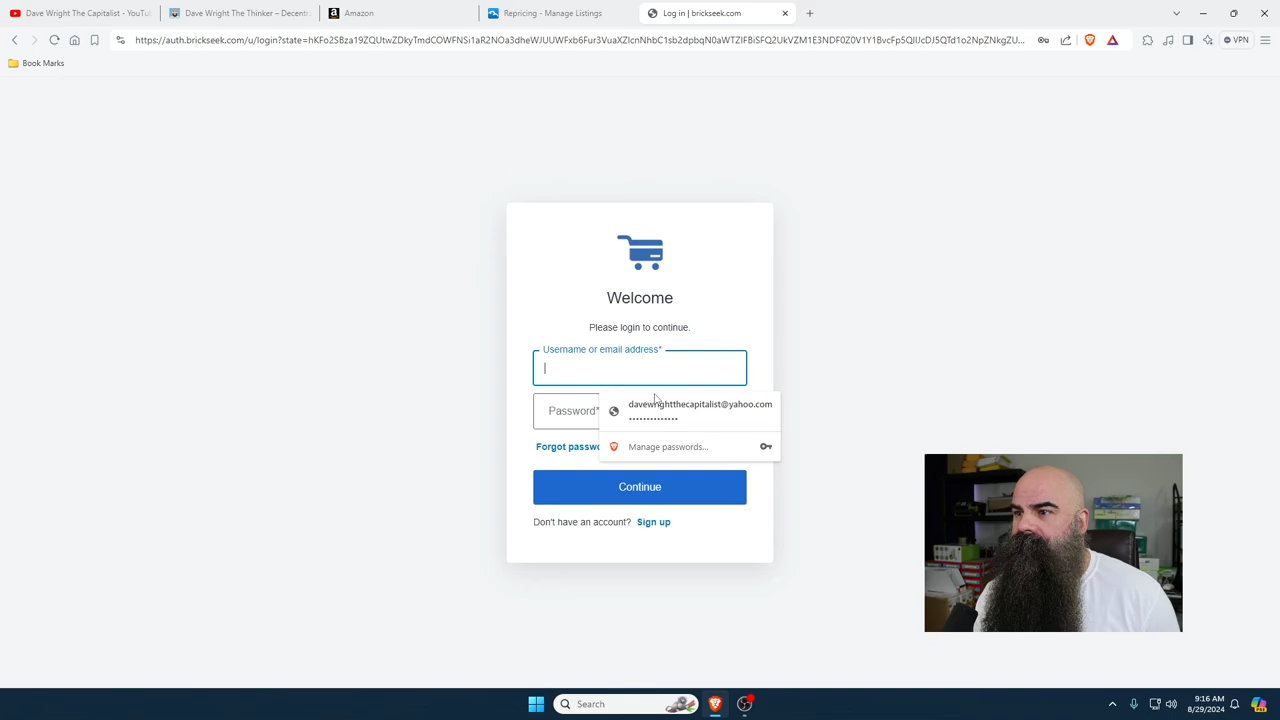 Dave Wright The Capitalist - YouTu
Dave Wright The Thinker – Decentr
Amazon
Repricing - Manage Listings
Log in | brickseek.com
VPN
Book Marks
Welcome
Please login to continue.
Username or email address*
davewrightthecapitalist@yahoo.com
Password*
Manage passwords...
Forgot passwo
Continue
Don't have an account? Sign up
Search
9:16 AM
8/29/2024